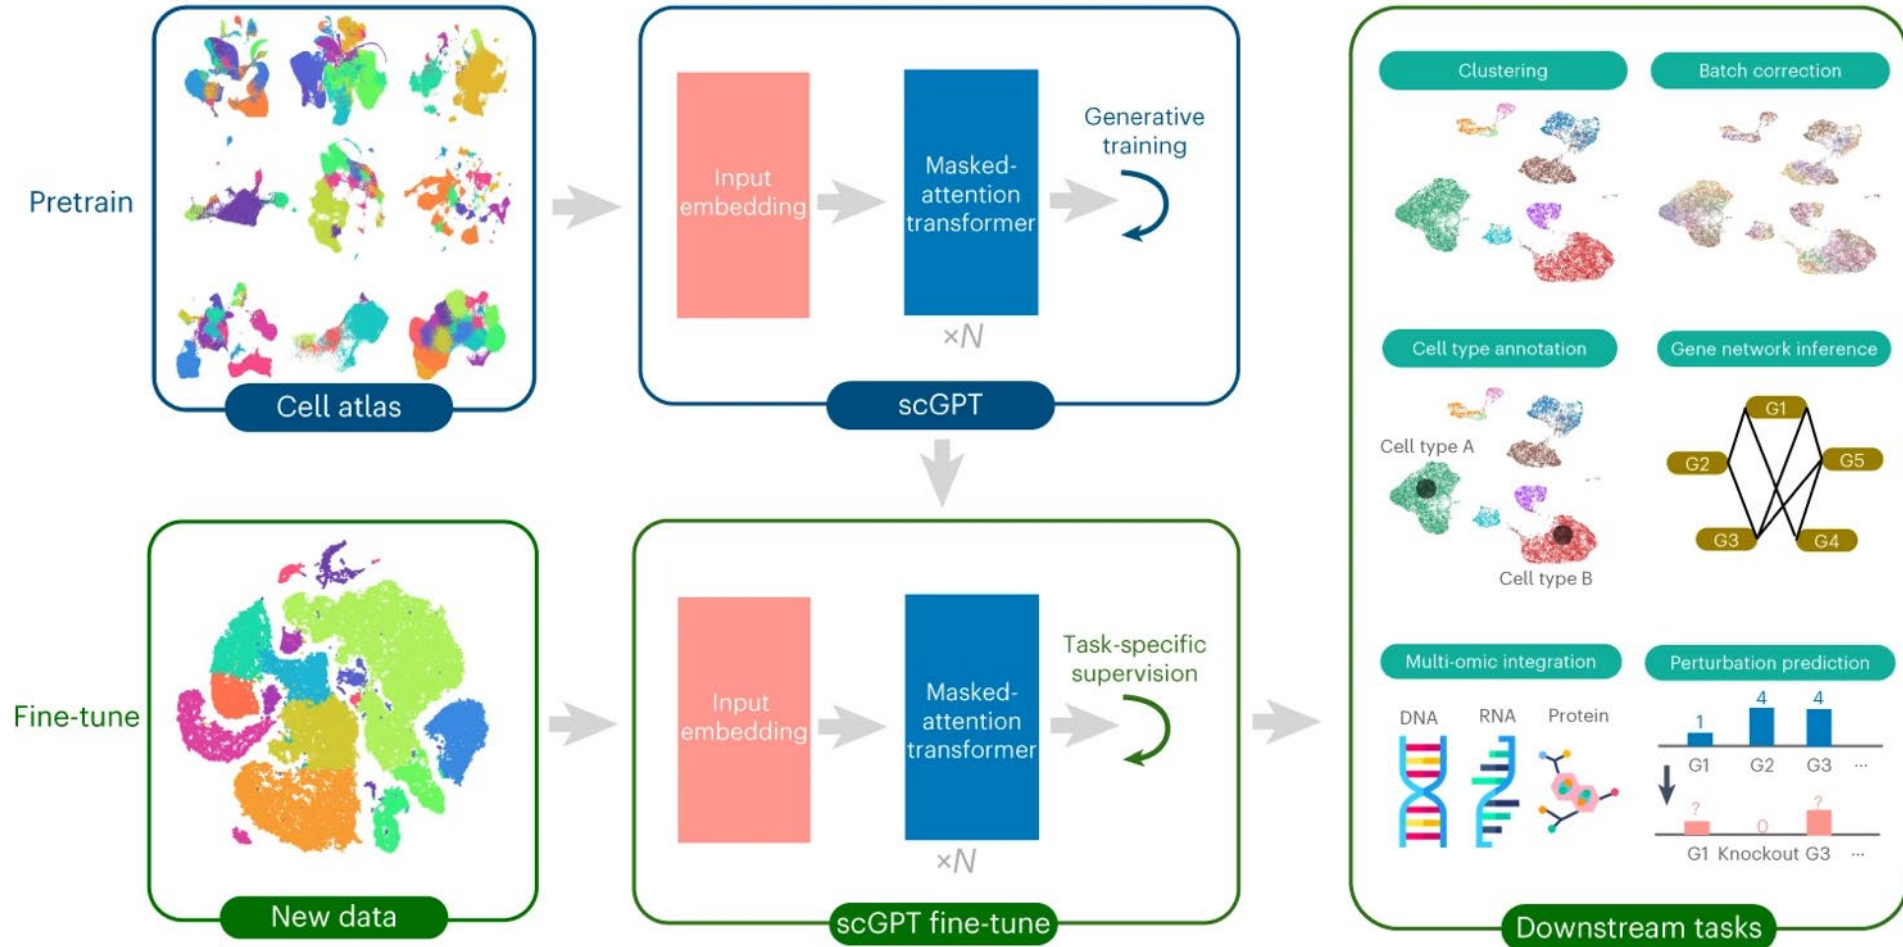 Pretrain
Cell atlas
Input
embedding
Masked-
attention
transformer
×N
Generative
training
scGPT
Fine-tune
New data
Input
embedding
Masked-
attention
transformer
×N
Task-specific
supervision
scGPT fine-tune
Clustering
Batch correction
Cell type annotation
Cell type A
Cell type B
Gene network inference
G1
G2
G5
G3
G4
Multi-omic integration
DNA
RNA
Protein
Perturbation prediction
1
4
4
G1
G2
G3
...
?
0
?
G1
Knockout
G3
...
Downstream tasks